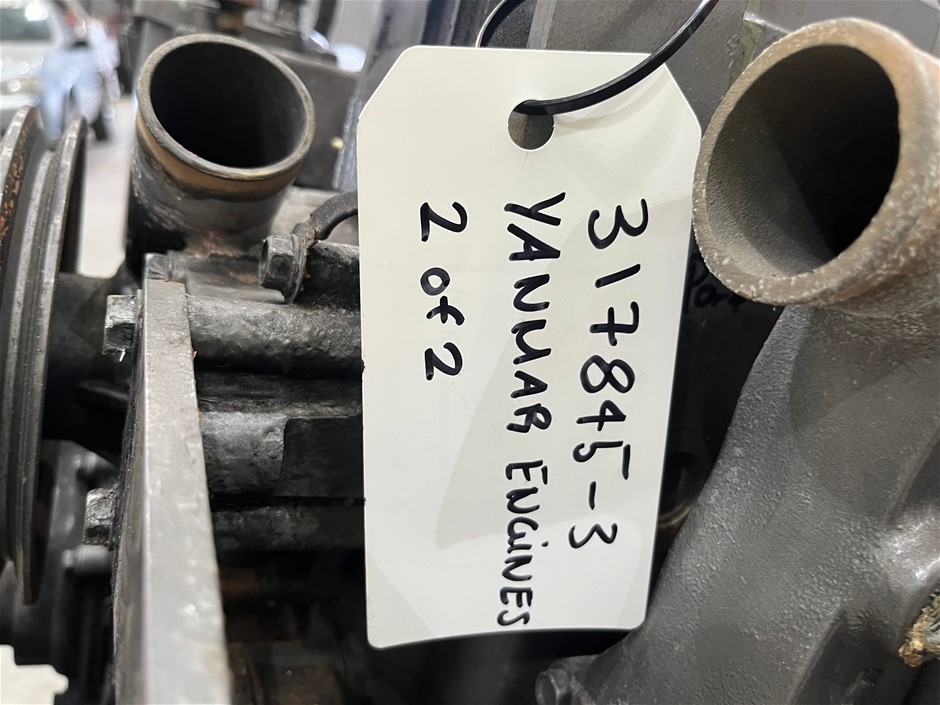 317845-3
YANMAR ENGINES
2 of 2